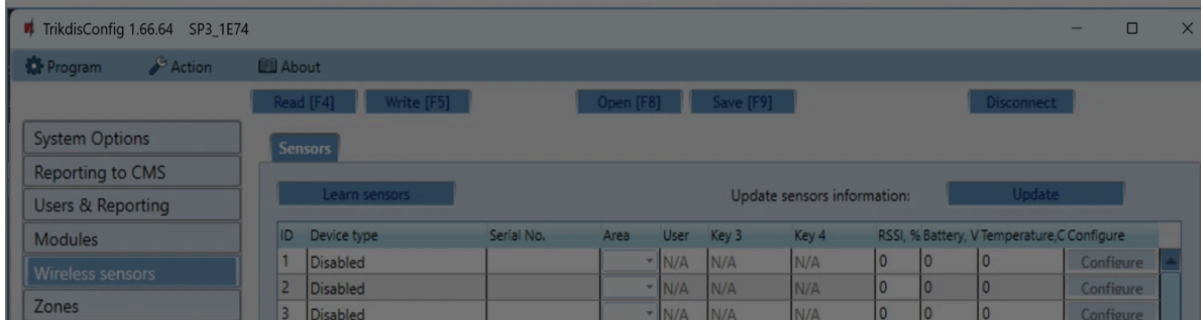 TrikdisConfig 1.66.64 SP3_1E74
Program Action About
Read [F4] Write [F5] Open [F8] Save [F9] Disconnect
System Options
Reporting to CMS
Users & Reporting
Modules
Wireless sensors
Zones
Sensors
Learn sensors Update sensors information: Update
ID Device type Serial No. Area User Key 3 Key 4 RSSI, % Battery, V Temperature,C Configure
1 Disabled N/A N/A N/A 0 0 0 Configure
2 Disabled N/A N/A N/A 0 0 0 Configure
3 Disabled N/A N/A N/A 0 0 0 Configure